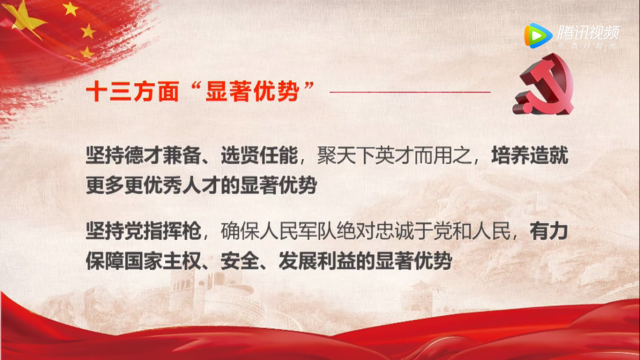 腾讯视频
十三方面“显著优势”
坚持德才兼备、选贤任能，聚天下英才而用之，培养造就
更多更优秀人才的显著优势
坚持党指挥枪，确保人民军队绝对忠诚于党和人民，有力
保障国家主权、安全、发展利益的显著优势